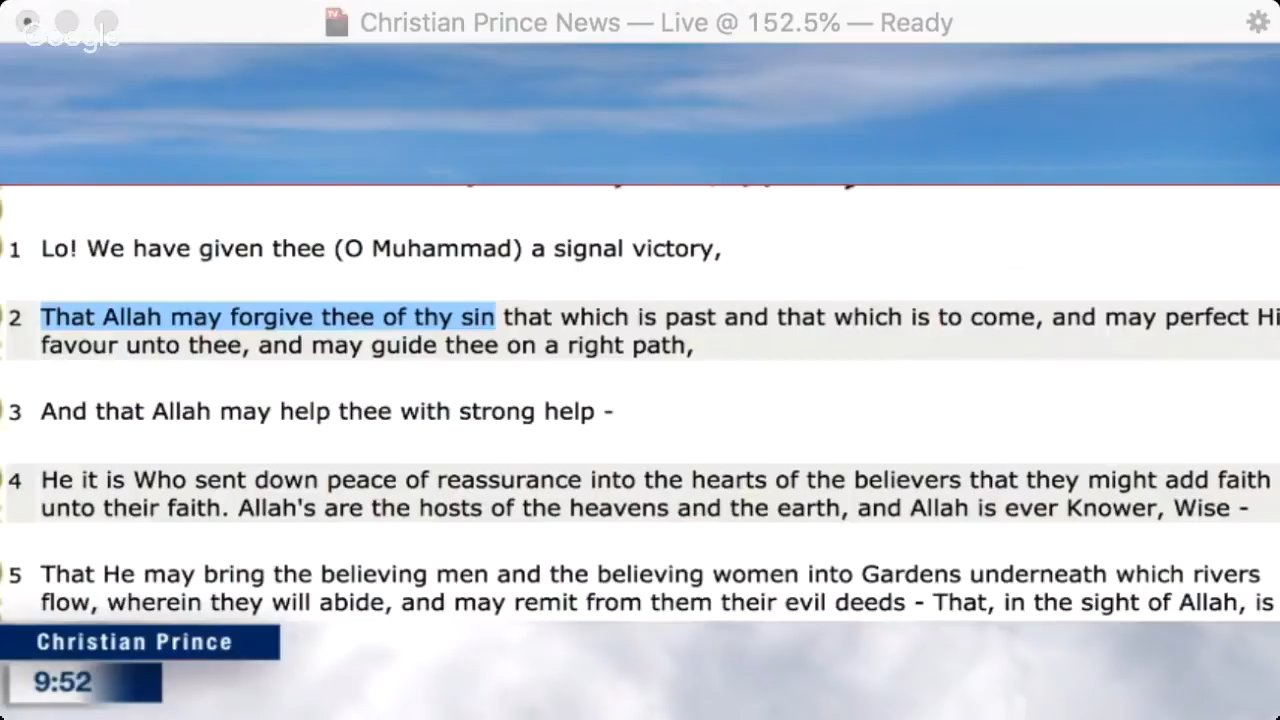 Christian Prince News — Live @ 152.5% — Ready
Google
1 Lo! We have given thee (O Muhammad) a signal victory,
2 That Allah may forgive thee of thy sin that which is past and that which is to come, and may perfect Hi
favour unto thee, and may guide thee on a right path,
3 And that Allah may help thee with strong help -
4 He it is Who sent down peace of reassurance into the hearts of the believers that they might add faith
unto their faith. Allah's are the hosts of the heavens and the earth, and Allah is ever Knower, Wise -
5 That He may bring the believing men and the believing women into Gardens underneath which rivers
flow, wherein they will abide, and may remit from them their evil deeds - That, in the sight of Allah, is
Christian Prince
9:52